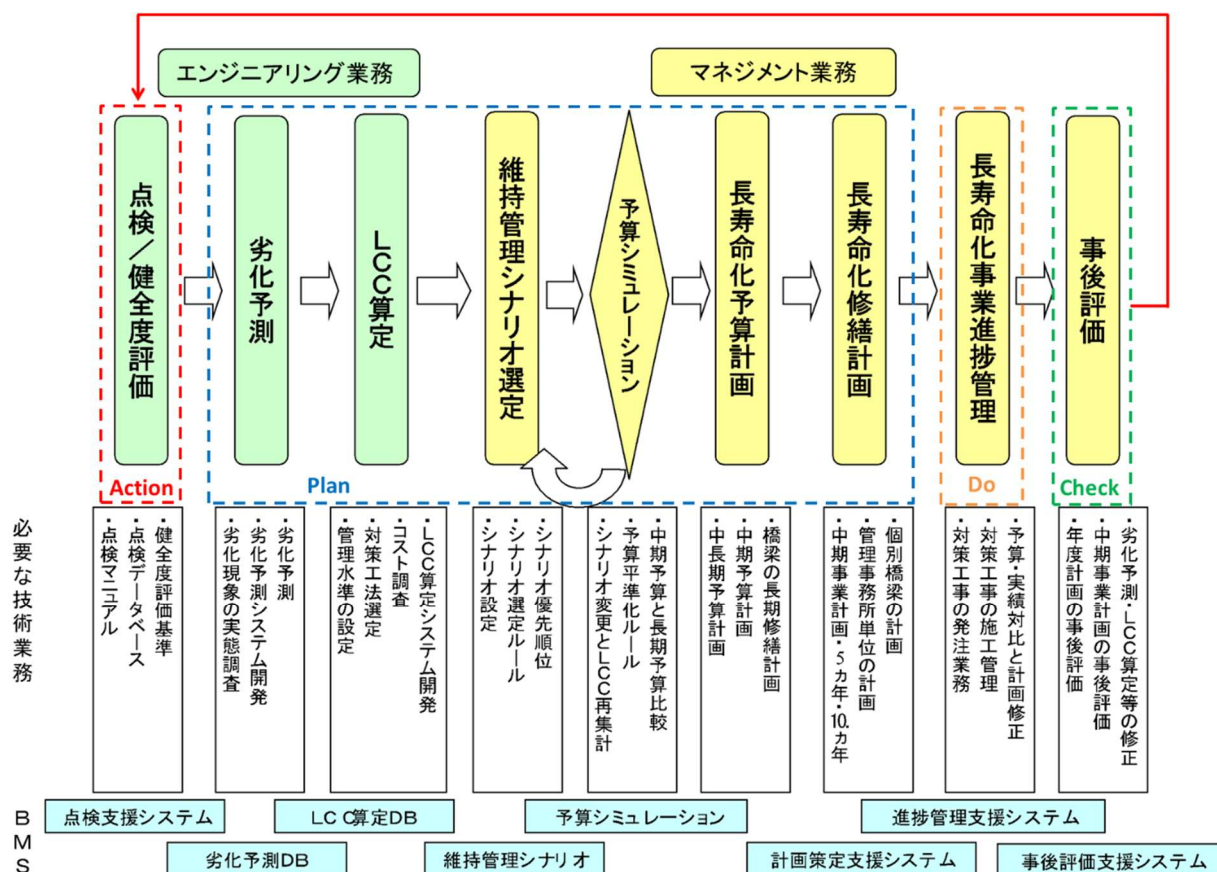 エンジニアリング業務
マネジメント業務
点検／健全度評価
劣化予測
LCC算定
維持管理シナリオ選定
予算シミュレーション
長寿命化予算計画
長寿命化修繕計画
長寿命化事業進捗管理
事後評価
Action
Plan
Do
Check
必要な技術業務
・健全度評価基準
・点検データベース
・点検マニュアル
・劣化予測
・劣化予測システム開発
・劣化現象の実態調査
・LCC算定システム開発
・コスト調査
・対策工法選定
・管理水準の設定
・シナリオ優先順位
・シナリオ選定ルール
・シナリオ設定
・中期予算と長期予算比較
・予算平準化ルール
・シナリオ変更とLCC再集計
・橋梁の長期修繕計画
・中期予算計画
・中長期予算計画
・個別橋梁の計画
・管理事務所単位の計画
・中期事業計画・5カ年・10.カ年
・予算・実績対比と計画修正
・対策工事の施工管理
・対策工事の発注業務
・劣化予測・LCC算定等の修正
・中期事業計画の事後評価
・年度計画の事後評価
BMS
点検支援システム
LCC算定DB
予算シミュレーション
進捗管理支援システム
劣化予測DB
維持管理シナリオ
計画策定支援システム
事後評価支援システム